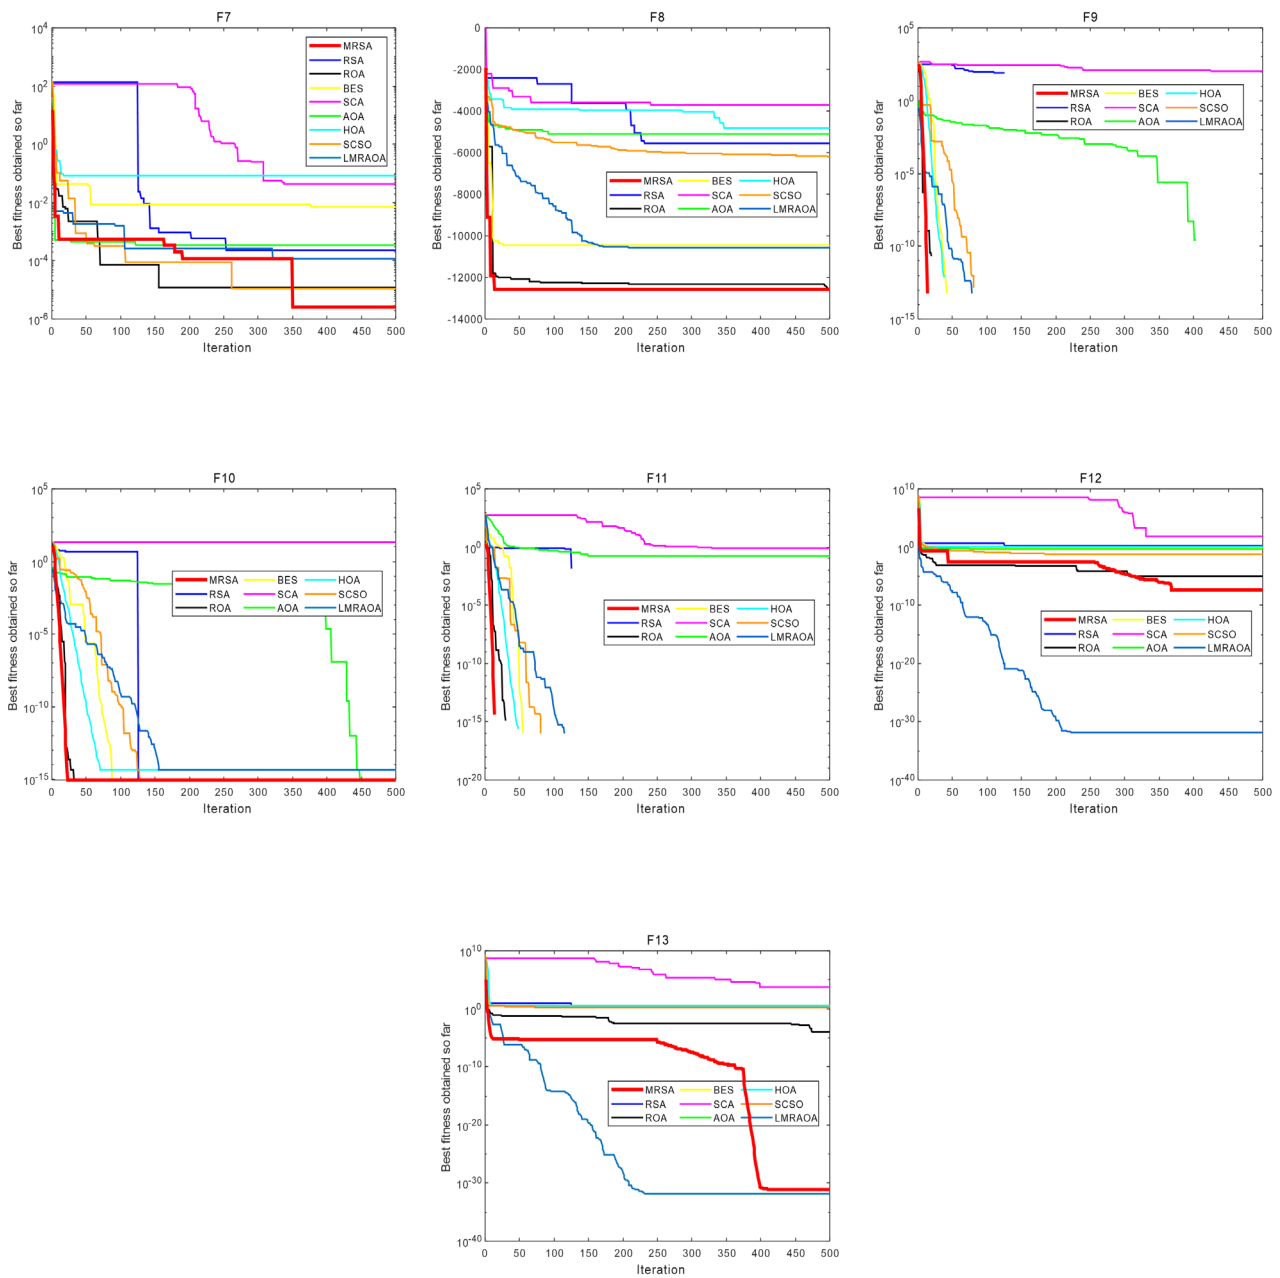 F7
Best fitness obtained so far
10^4
10^2
10^0
10^-2
10^-4
10^-6
0 50 100 150 200 250 300 350 400 450 500
Iteration
MRSA
RSA
ROA
BES
SCA
AOA
HOA
SCSO
LMRAOA
F8
Best fitness obtained so far
0
-2000
-4000
-6000
-8000
-10000
-12000
-14000
0 50 100 150 200 250 300 350 400 450 500
Iteration
MRSA BES HOA
RSA SCA SCSO
ROA AOA LMRAOA
F9
Best fitness obtained so far
10^5
10^0
10^-5
10^-10
10^-15
0 50 100 150 200 250 300 350 400 450 500
Iteration
MRSA BES HOA
RSA SCA SCSO
ROA AOA LMRAOA
F10
Best fitness obtained so far
10^5
10^0
10^-5
10^-10
10^-15
0 50 100 150 200 250 300 350 400 450 500
Iteration
MRSA BES HOA
RSA SCA SCSO
ROA AOA LMRAOA
F11
Best fitness obtained so far
10^5
10^0
10^-5
10^-10
10^-15
10^-20
0 50 100 150 200 250 300 350 400 450 500
Iteration
MRSA BES HOA
RSA SCA SCSO
ROA AOA LMRAOA
F12
Best fitness obtained so far
10^10
10^0
10^-10
10^-20
10^-30
10^-40
0 50 100 150 200 250 300 350 400 450 500
Iteration
MRSA BES HOA
RSA SCA SCSO
ROA AOA LMRAOA
F13
Best fitness obtained so far
10^10
10^0
10^-10
10^-20
10^-30
10^-40
0 50 100 150 200 250 300 350 400 450 500
Iteration
MRSA BES HOA
RSA SCA SCSO
ROA AOA LMRAOA